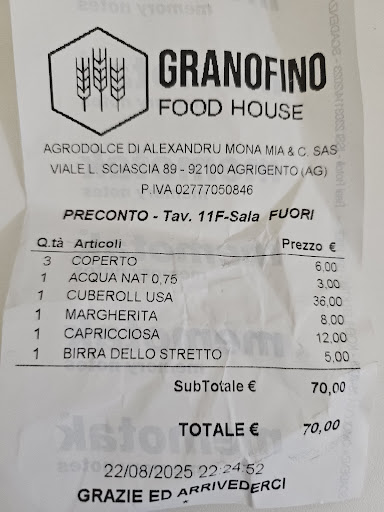 GRANOFINO
FOOD HOUSE
AGRODOLCE DI ALEXANDRU MONA MIA & C. SAS
VIALE L. SCIASCIA 89 - 92100 AGRIGENTO (AG)
P.IVA 02777050846
PRECONTO - Tav. 11F-Sala FUORI
Q.tà Articoli Prezzo €
3 COPERTO 6,00
1 ACQUA NAT 0,75 3,00
1 CUBEROLL USA 36,00
1 MARGHERITA 8,00
1 CAPRICCIOSA 12,00
1 BIRRA DELLO STRETTO 5,00
SubTotale € 70,00
TOTALE € 70,00
22/08/2025 22:24:52
GRAZIE ED ARRIVEDERCI